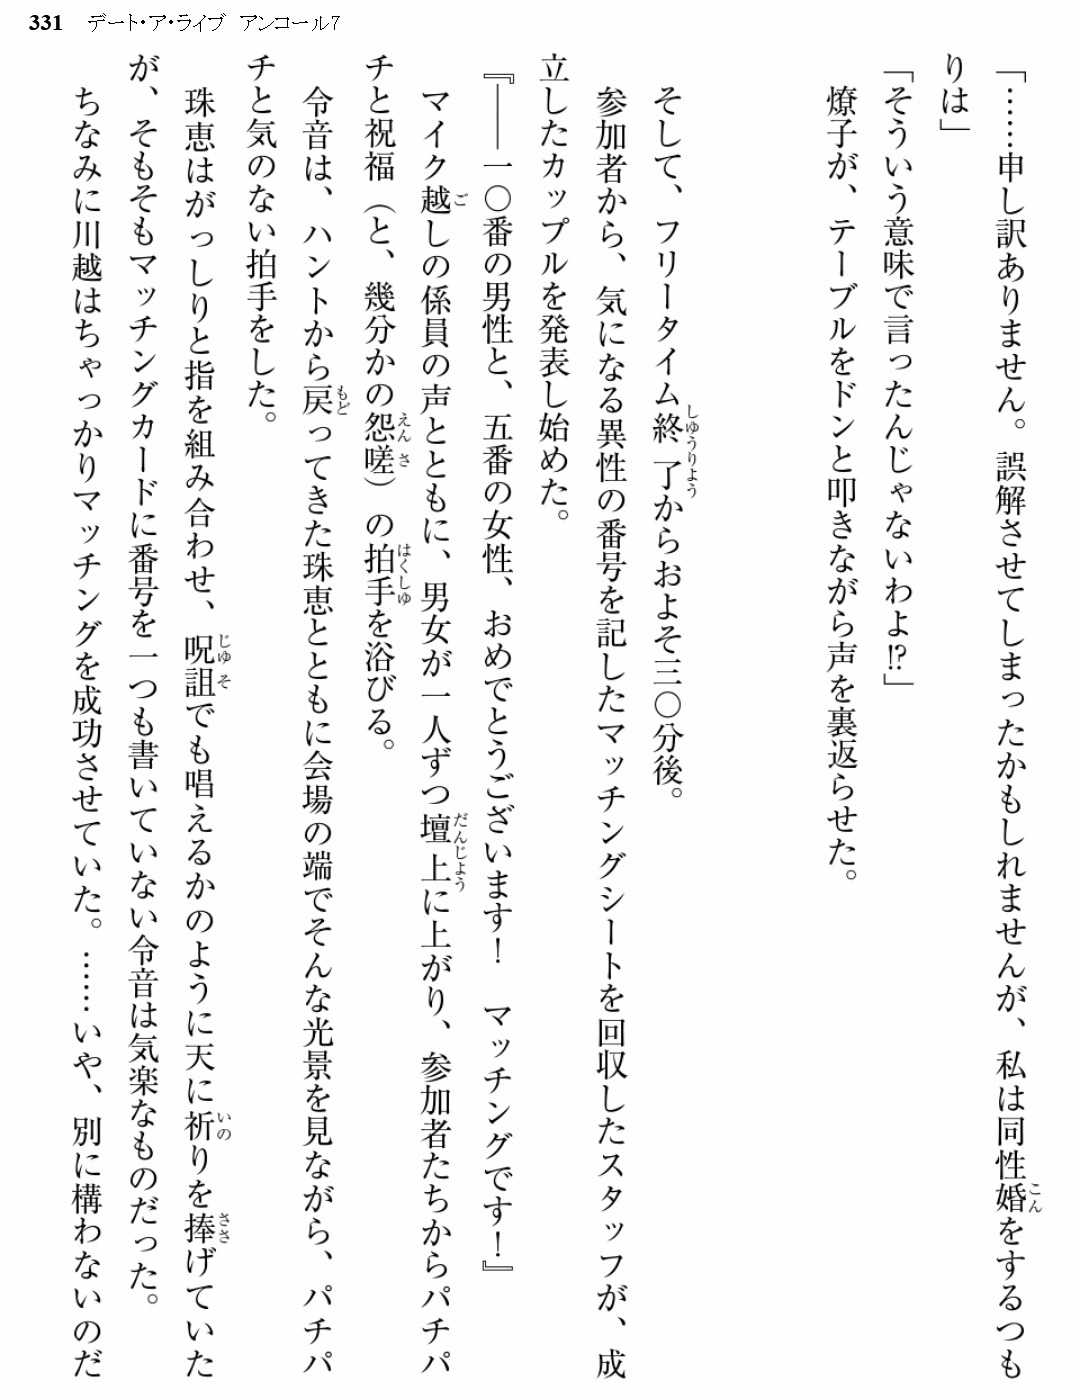 331 デート・ア・ライブ アンコール7
「……申し訳ありません。誤解させてしまったかもしれませんが、私は同性婚をするつも
りは」
「そういう意味で言ったんじゃないわよ!?」
燎子が、テーブルをドンと叩きながら声を裏返らせた。
そして、フリータイム終了からおよそ三〇分後。
参加者から、気になる異性の番号を記したマッチングシートを回収したスタッフが、成
立したカップルを発表し始めた。
『――一〇番の男性と、五番の女性、おめでとうございます! マッチングです!』
マイク越しの係員の声とともに、男女が一人ずつ壇上に上がり、参加者たちからパチパ
チと祝福（と、幾分かの怨嗟）の拍手を浴びる。
令音は、ハントから戻ってきた珠恵とともに会場の端でそんな光景を見ながら、パチパ
チと気のない拍手をした。
珠恵はがっしりと指を組み合わせ、呪詛でも唱えるかのように天に祈りを捧げていた
が、そもそもマッチングカードに番号を一つも書いていない令音は気楽なものだった。
ちなみに川越はちゃっかりマッチングを成功させていた。……いや、別に構わないのだ